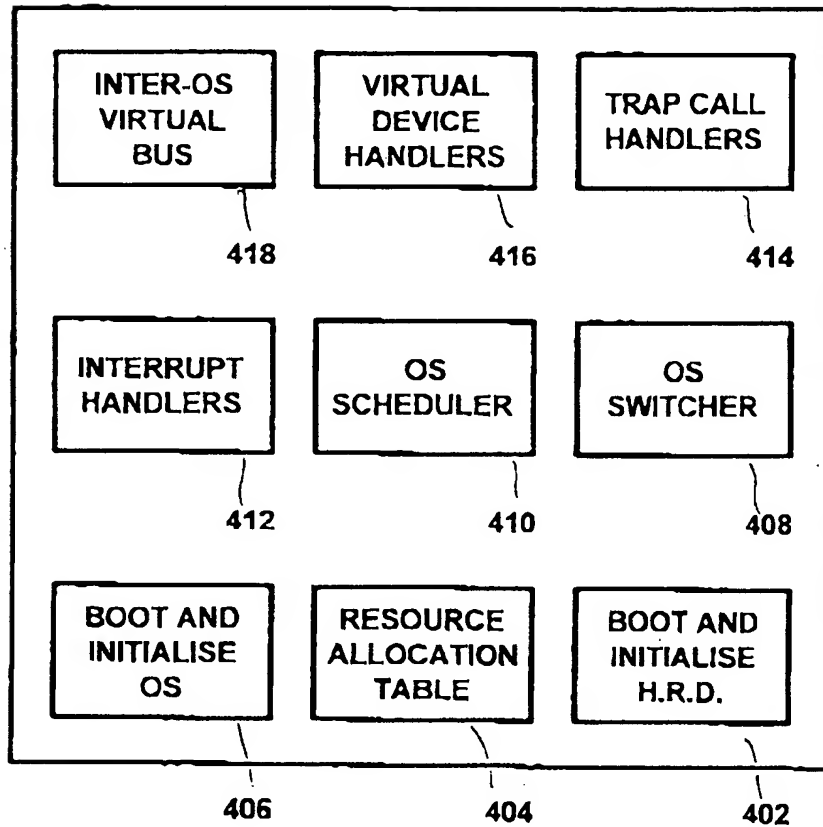 INTER-OS
VIRTUAL
BUS
418
VIRTUAL
DEVICE
HANDLERS
416
TRAP CALL
HANDLERS
414
INTERRUPT
HANDLERS
412
OS
SCHEDULER
410
OS
SWITCHER
408
BOOT AND
INITIALISE
OS
406
RESOURCE
ALLOCATION
TABLE
404
BOOT AND
INITIALISE
H.R.D.
402